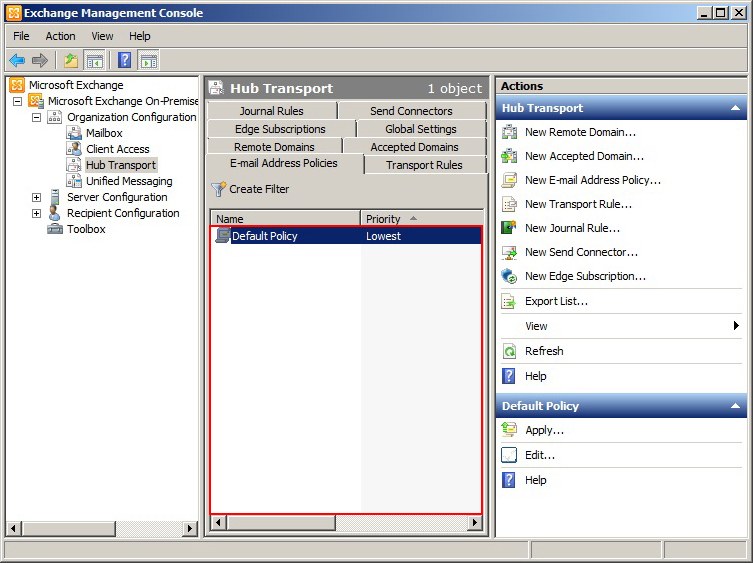 Exchange Management Console
File Action View Help
Microsoft Exchange
Microsoft Exchange On-Premise
Organization Configuration
Mailbox
Client Access
Hub Transport
Unified Messaging
Server Configuration
Recipient Configuration
Toolbox
Hub Transport 1 object
Journal Rules Send Connectors
Edge Subscriptions Global Settings
Remote Domains Accepted Domains
E-mail Address Policies Transport Rules
Create Filter
Name Priority
Default Policy Lowest
Actions
Hub Transport
New Remote Domain...
New Accepted Domain...
New E-mail Address Policy...
New Transport Rule...
New Journal Rule...
New Send Connector...
New Edge Subscription...
Export List...
View
Refresh
Help
Default Policy
Apply...
Edit...
Help